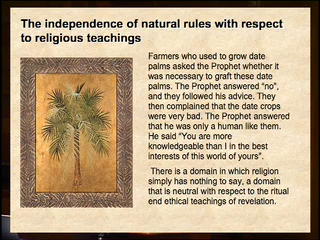 The independence of natural rules with respect
to religious teachings
Farmers who used to grow date
palms asked the Prophet whether it
was necessary to graft these date
palms. The Prophet answered "no",
and they followed his advice. They
then complained that the date crops
were very bad. The Prophet answered
that he was only a human like them.
He said "You are more
knowledgeable than I in the best
interests of this world of yours".
There is a domain in which religion
simply has nothing to say, a domain
that is neutral with respect to the ritual
end ethical teachings of revelation.